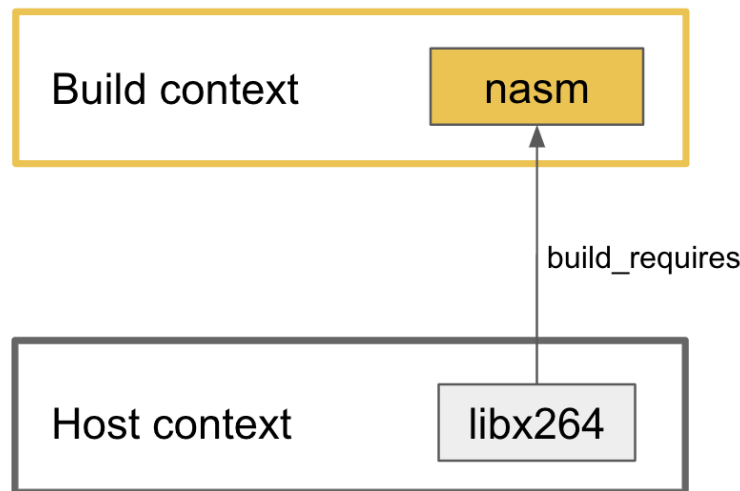 Build context
nasm
build_requires
Host context
libx264